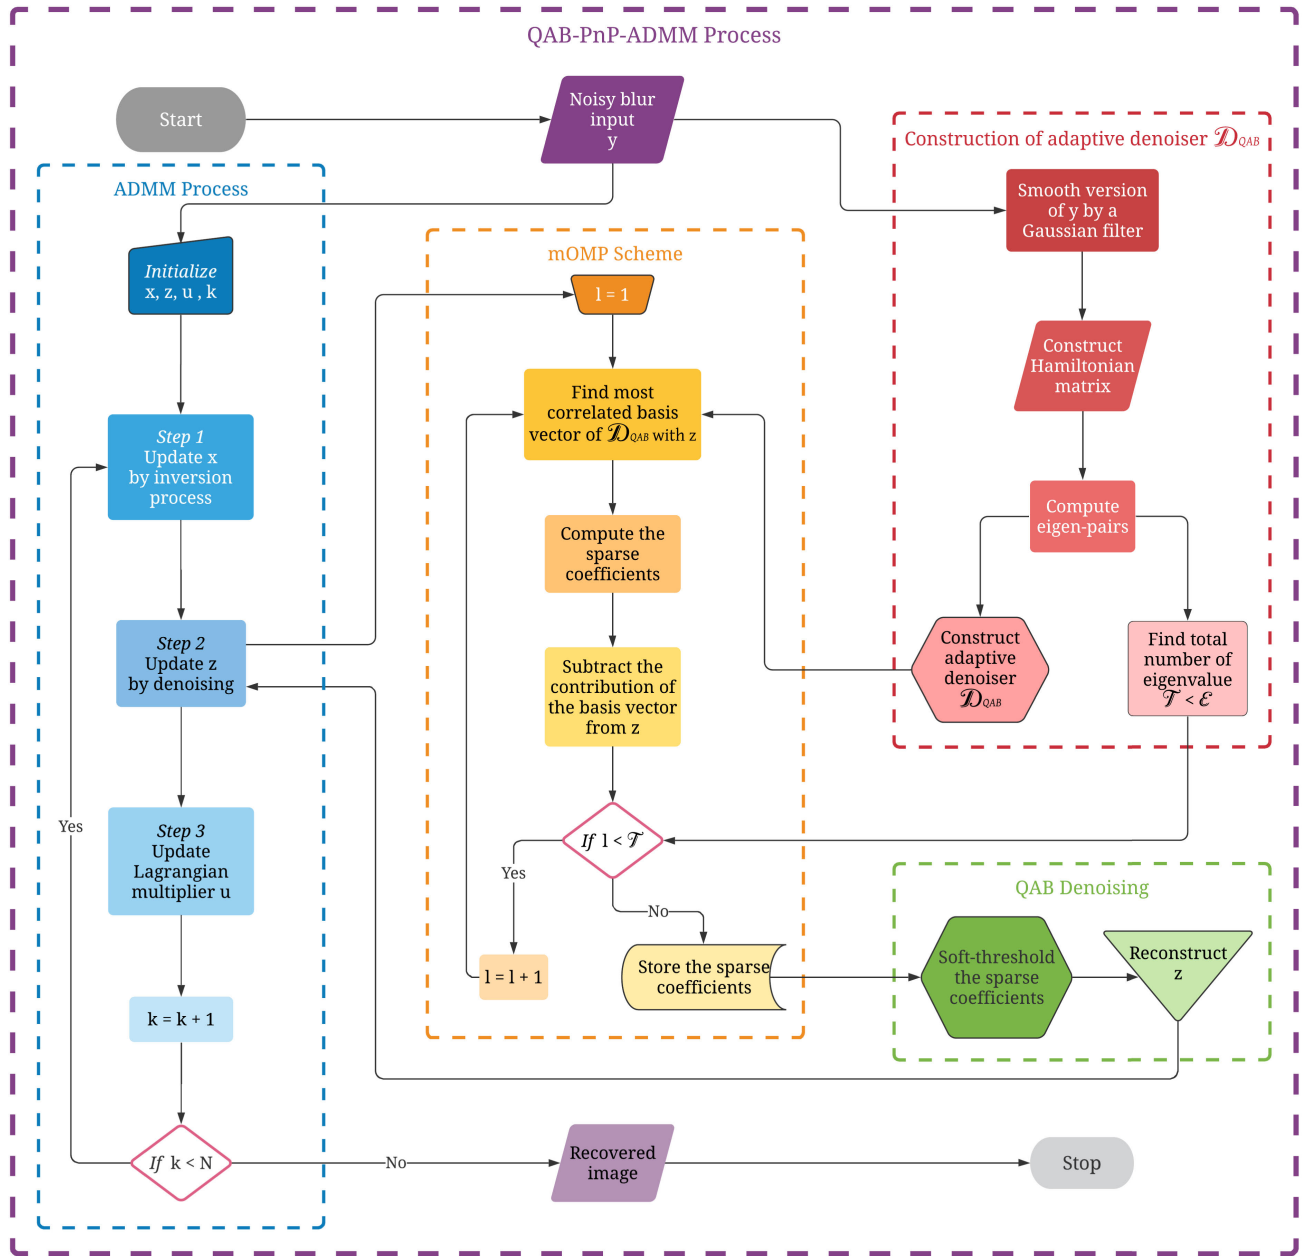 QAB-PnP-ADMM Process
Start
Noisy blur
input
y
ADMM Process
Initialize
x, z, u , k
Step 1
Update x
by inversion
process
Step 2
Update z
by denoising
Step 3
Update
Lagrangian
multiplier u
k = k + 1
If k < N
Yes
No
mOMP Scheme
l = 1
Find most
correlated basis
vector of 𝒟QAB with z
Compute the
sparse
coefficients
Subtract the
contribution of
the basis vector
from z
If l < 𝒯
Yes
No
l = l + 1
Store the sparse
coefficients
Construction of adaptive denoiser 𝒟QAB
Smooth version
of y by a
Gaussian filter
Construct
Hamiltonian
matrix
Compute
eigen-pairs
Construct
adaptive
denoiser
𝒟QAB
Find total
number of
eigenvalue
𝒯 < ℰ
QAB Denoising
Soft-threshold
the sparse
coefficients
Reconstruct
z
Recovered
image
Stop